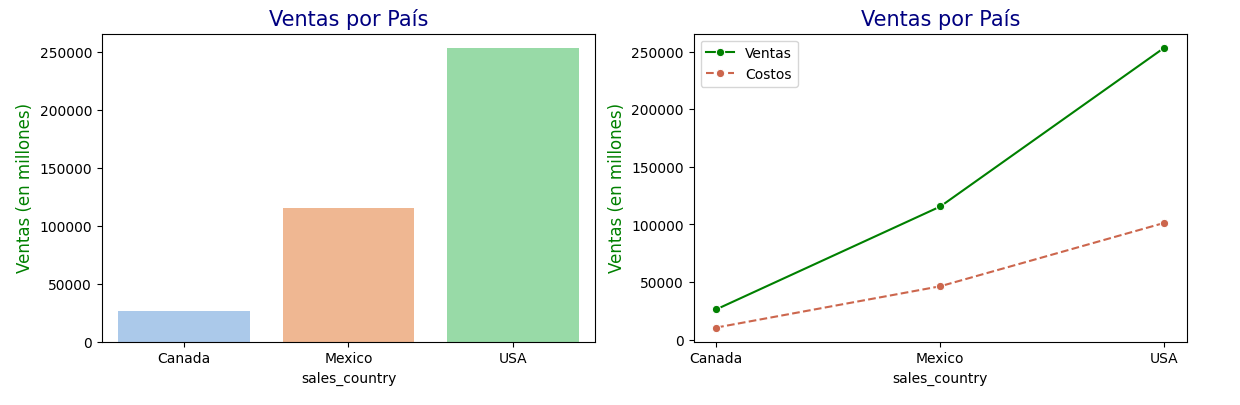 Ventas por País
Ventas (en millones)
250000
200000
150000
100000
50000
0
Canada
Mexico
USA
sales_country
Ventas por País
Ventas
Costos
Ventas (en millones)
250000
200000
150000
100000
50000
0
Canada
Mexico
USA
sales_country